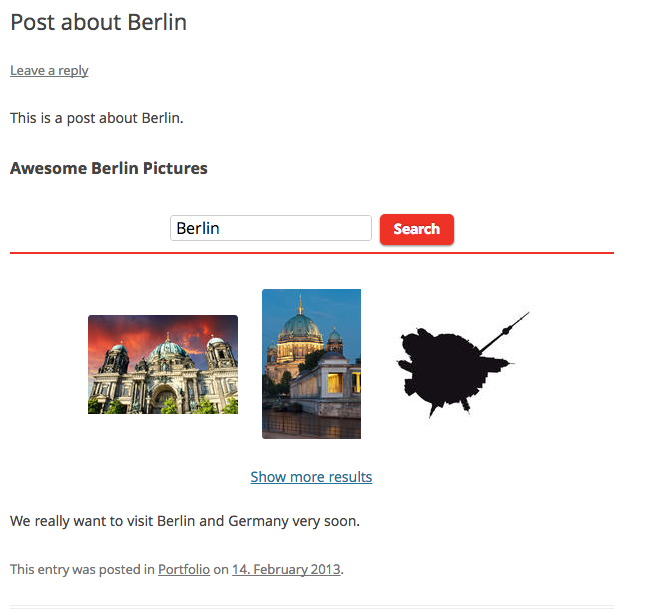 Post about Berlin
Leave a reply
This is a post about Berlin.
Awesome Berlin Pictures
Berlin Search
Show more results
We really want to visit Berlin and Germany very soon.
This entry was posted in Portfolio on 14. February 2013.